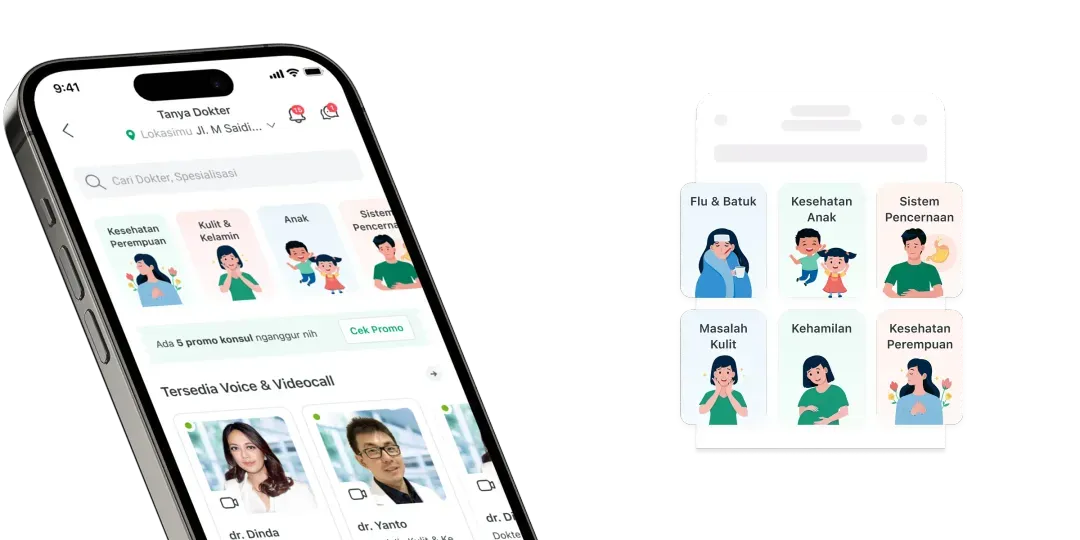 9:41
Tanya Dokter
Lokasimu Jl. M Saidi...
15
1
Cari Dokter, Spesialisasi
Kesehatan
Perempuan
Kulit &
Kelamin
Anak
Sistem
Ada 5 promo konsul nganggur nih
Cek Promo
Tersedia Voice & Videocall
dr. Dinda
dr. Yanto
Flu & Batuk
Kesehatan
Anak
Sistem
Pencernaan
Masalah
Kulit
Kehamilan
Kesehatan
Perempuan